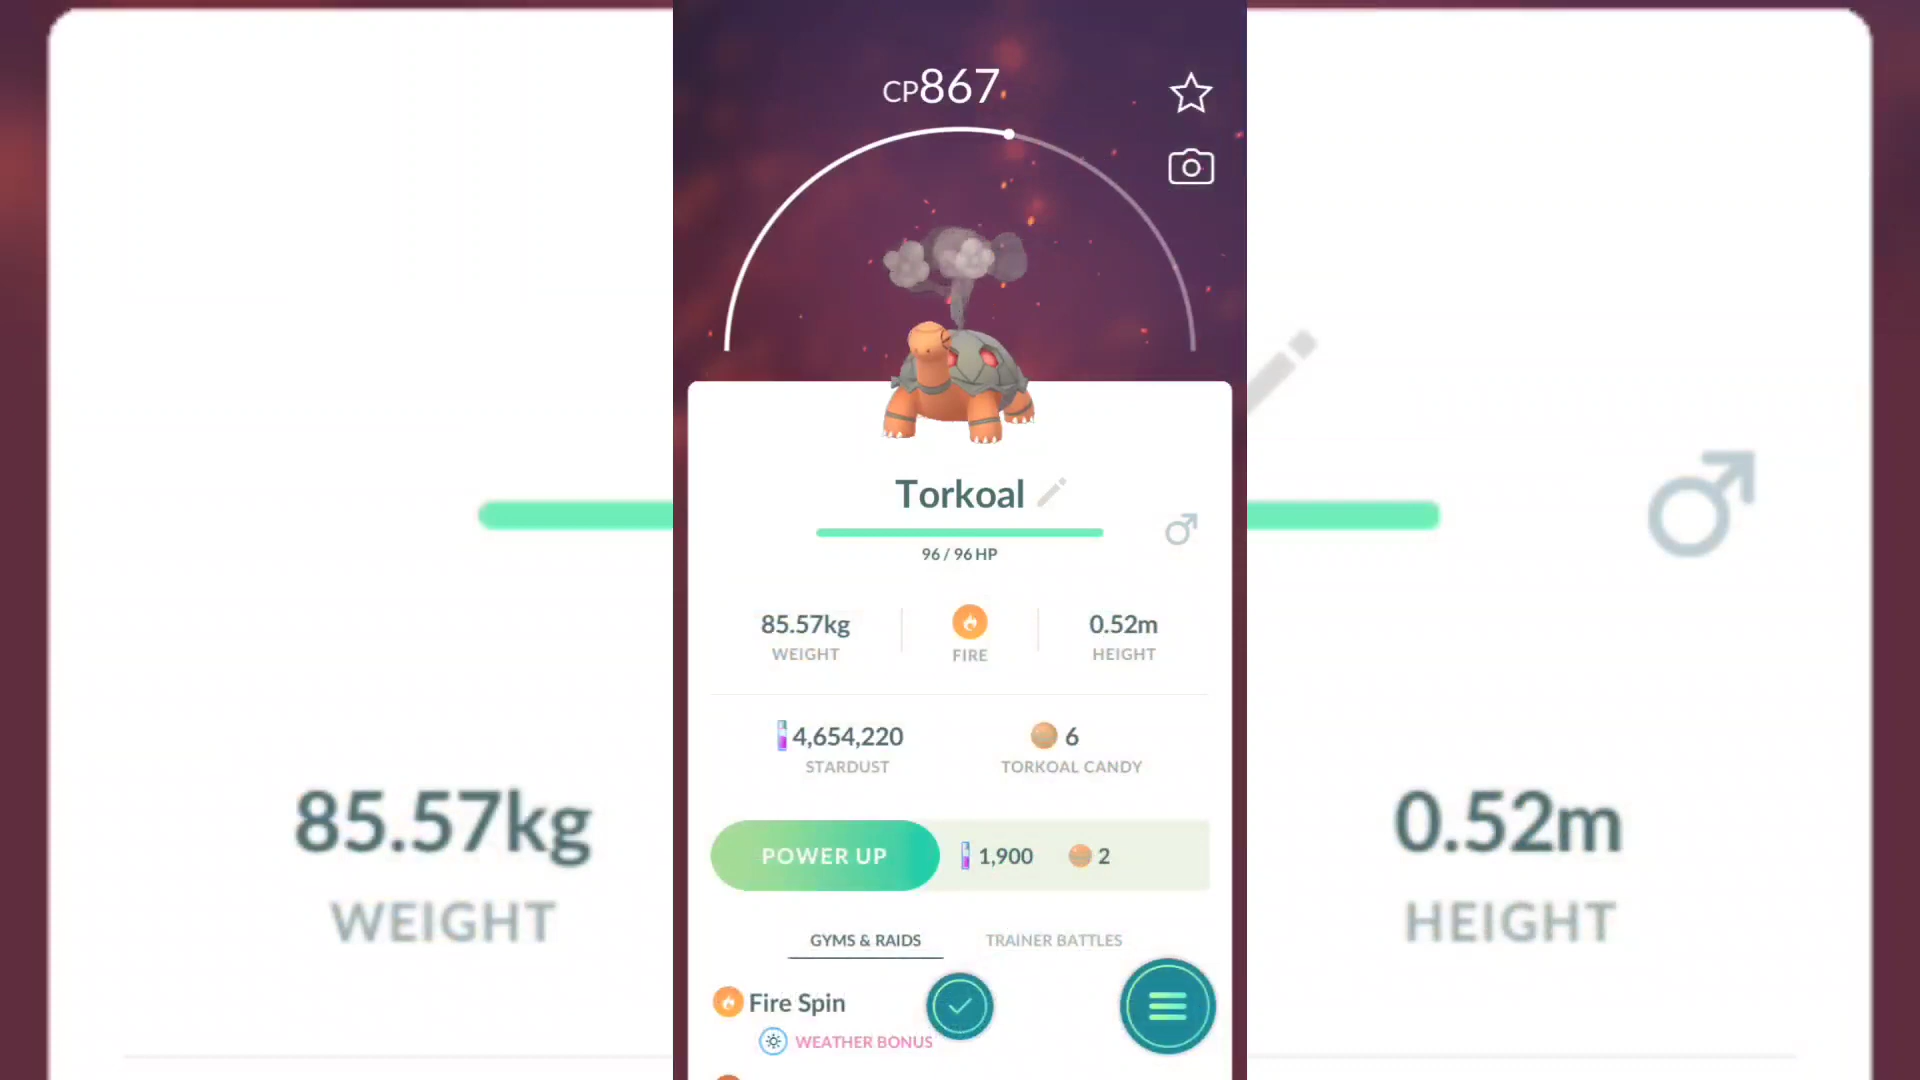 CP867
Torkoal
96 / 96 HP
85.57kg
WEIGHT
FIRE
0.52m
HEIGHT
4,654,220
STARDUST
6
TORKOAL CANDY
POWER UP
1,900
2
GYMS & RAIDS
TRAINER BATTLES
Fire Spin
WEATHER BONUS
85.57kg
WEIGHT
0.52m
HEIGHT